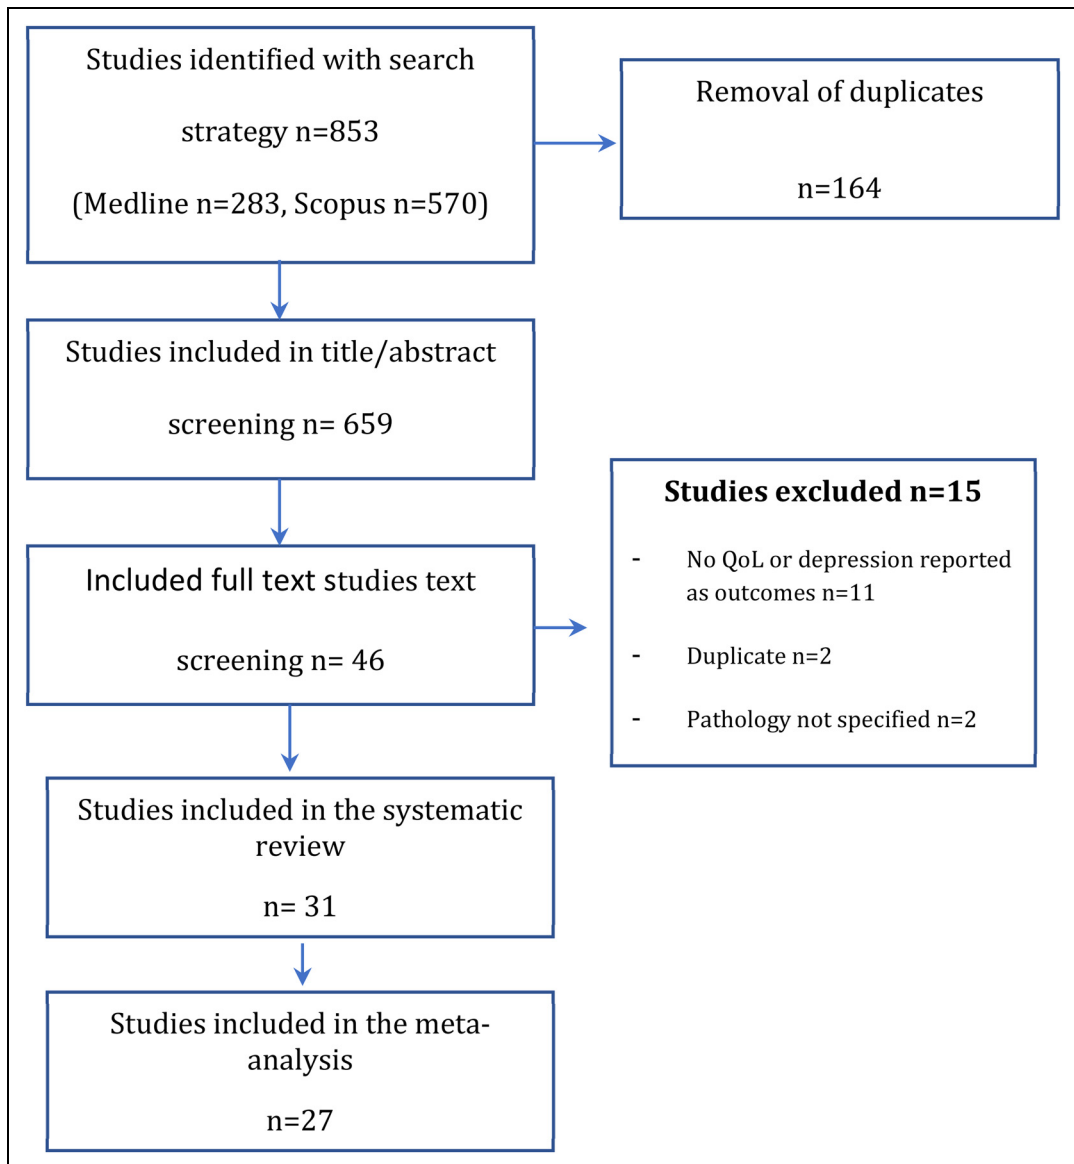 Studies identified with search
strategy n=853
(Medline n=283, Scopus n=570)
Removal of duplicates
n=164
Studies included in title/abstract
screening n= 659
Included full text studies text
screening n= 46
Studies excluded n=15
- No QoL or depression reported
as outcomes n=11
- Duplicate n=2
- Pathology not specified n=2
Studies included in the systematic
review
n= 31
Studies included in the meta-
analysis
n=27